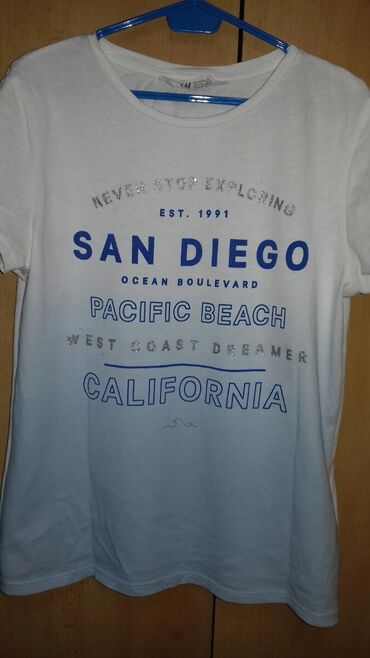 NEVER STOP EXPLORING
EST. 1991
SAN DIEGO
OCEAN BOULEVARD
PACIFIC BEACH
WEST COAST DREAMER
CALIFORNIA